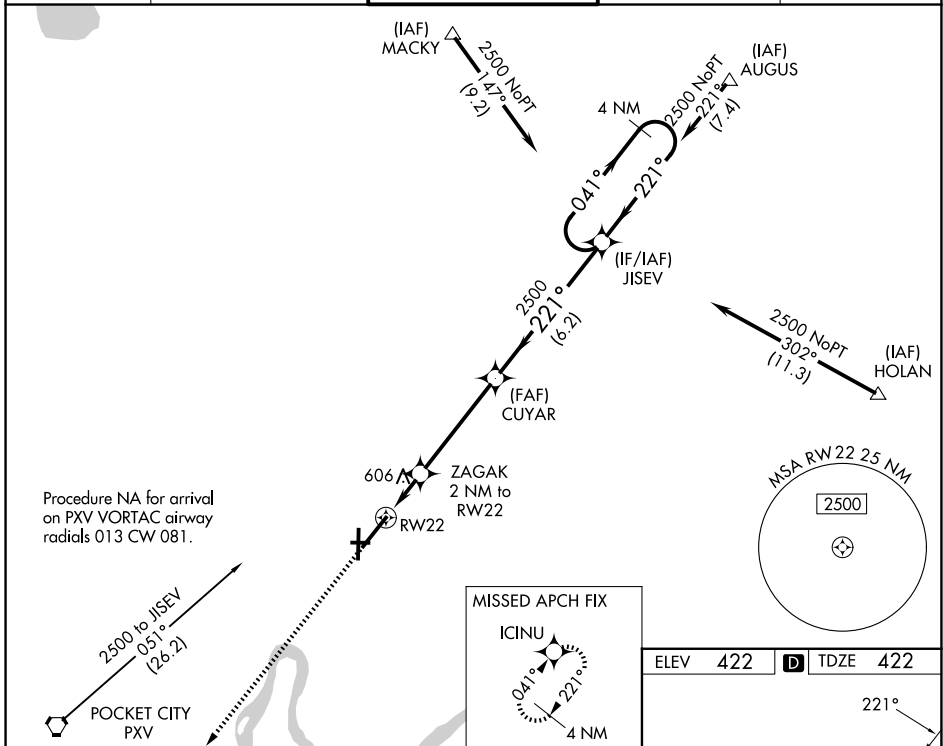 (IAF)
MACKY
2500 NoPT
147°
(9.2)
(IAF)
AUGUS
2500 NoPT
221°
(7.4)
4 NM
041°
221°
(IF/IAF)
JISEV
2500
221°
(6.2)
2500 NoPT
302°
(11.3)
(IAF)
HOLAN
(FAF)
CUYAR
606
ZAGAK
2 NM to
RW22
RW22
MSA RW22 25 NM
2500
Procedure NA for arrival
on PXV VORTAC airway
radials 013 CW 081.
2500 to JISEV
051°
(26.2)
POCKET CITY
PXV
MISSED APCH FIX
ICINU
041°
221°
4 NM
ELEV 422 D TDZE 422
221°